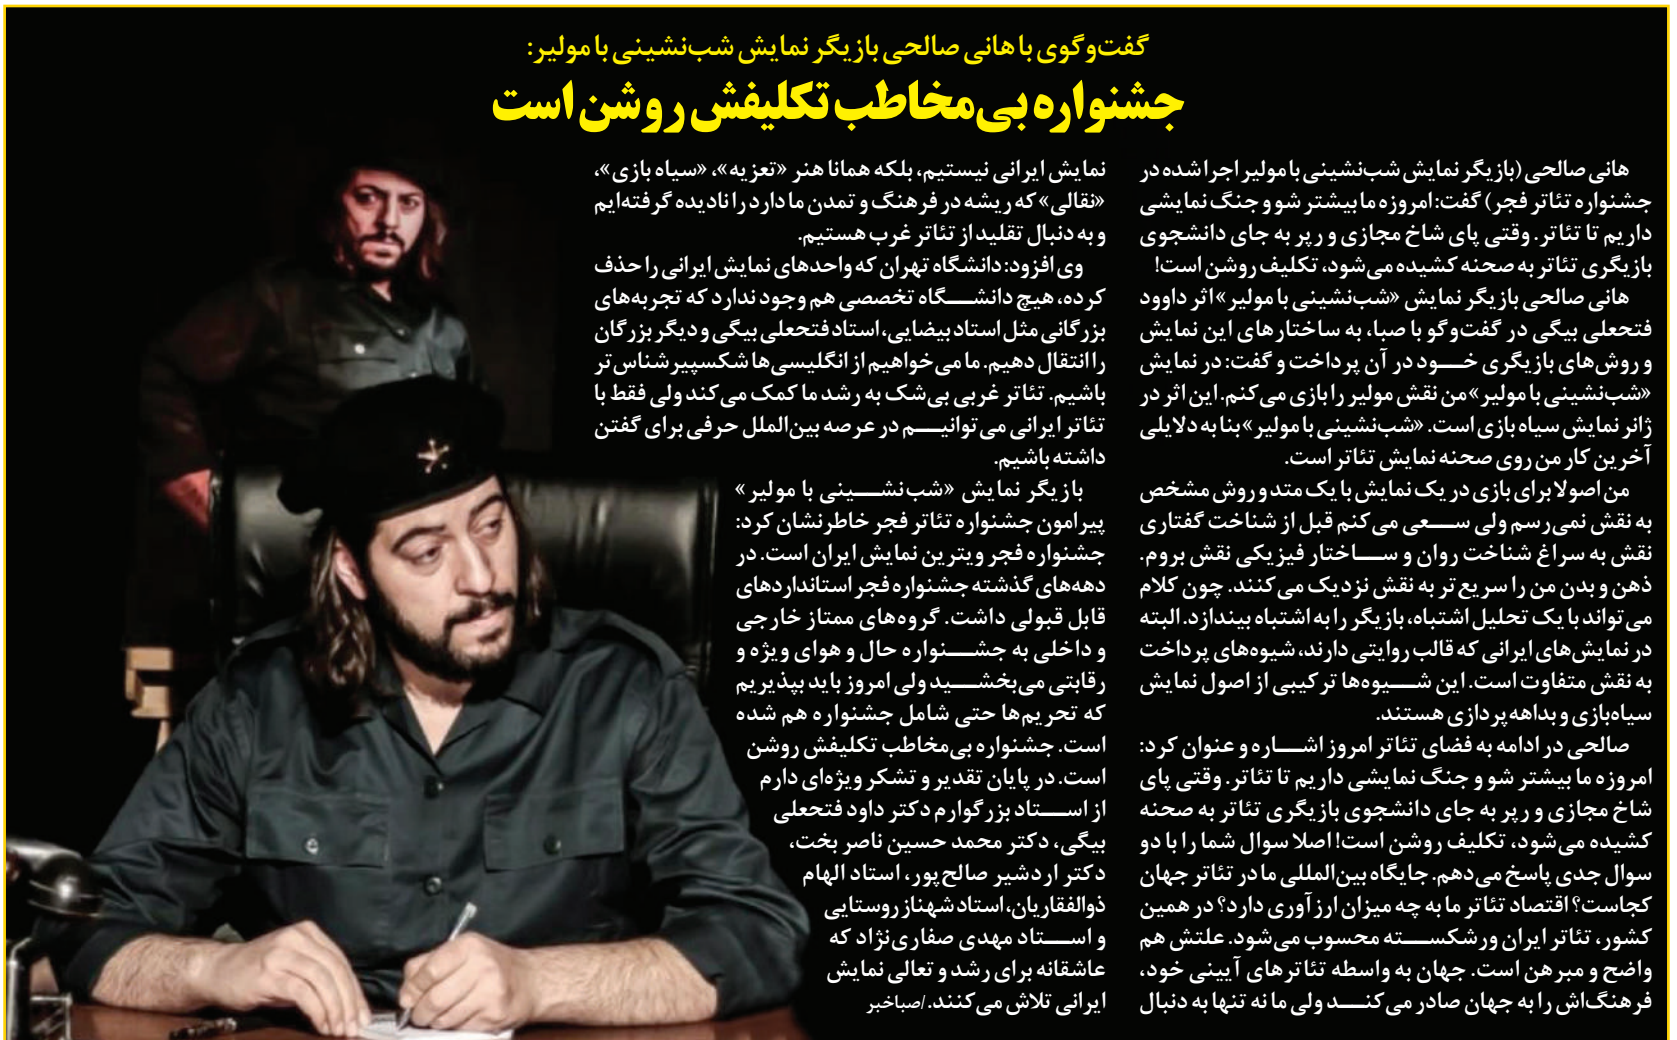 گفت‌وگوی با هانی صالحی بازیگر نمایش شب‌نشینی با مولیر:
جشنواره بی‌مخاطب تکلیفش روشن است
هانی صالحی (بازیگر نمایش شب‌نشینی با مولیر اجرا شده در
جشنواره تئاتر فجر) گفت: امروزه ما بیشتر شو و جنگ نمایشی
داریم تا تئاتر. وقتی پای شاخ مجازی و رپر به جای دانشجوی
بازیگری تئاتر به صحنه کشیده می‌شود، تکلیف روشن است!
هانی صالحی بازیگر نمایش «شب‌نشینی با مولیر» اثر داوود
فتحعلی بیگی در گفت‌وگو با صبا، به ساختارهای این نمایش
و روش‌های بازیگری خود در آن پرداخت و گفت: در نمایش
«شب‌نشینی با مولیر» من نقش مولیر را بازی می‌کنم. این اثر در
ژانر نمایش سیاه بازی است. «شب‌نشینی با مولیر» بنا به دلایلی
آخرین کار من روی صحنه نمایش تئاتر است.
من اصولا برای بازی در یک نمایش با یک متد و روش مشخص
به نقش نمی‌رسم ولی سعی می‌کنم قبل از شناخت گفتاری
نقش به سراغ شناخت روان و ساختار فیزیکی نقش بروم.
ذهن و بدن من را سریع تر به نقش نزدیک می‌کنند. چون کلام
می‌تواند با یک تحلیل اشتباه، بازیگر را به اشتباه بیندازد. البته
در نمایش‌های ایرانی که قالب روایتی دارند، شیوه‌های پرداخت
به نقش متفاوت است. این شیوه‌ها ترکیبی از اصول نمایش
سیاه‌بازی و بداهه پردازی هستند.
صالحی در ادامه به فضای تئاتر امروز اشاره و عنوان کرد:
امروزه ما بیشتر شو و جنگ نمایشی داریم تا تئاتر. وقتی پای
شاخ مجازی و رپر به جای دانشجوی بازیگری تئاتر به صحنه
کشیده می‌شود، تکلیف روشن است! اصلا سوال شما را با دو
سوال جدی پاسخ می‌دهم. جایگاه بین‌المللی ما در تئاتر جهان
کجاست؟ اقتصاد تئاتر ما به چه میزان ارزآوری دارد؟ در همین
کشور، تئاتر ایران ورشکسته محسوب می‌شود. علتش هم
واضح و مبرهن است. جهان به واسطه تئاترهای آیینی خود،
فرهنگ‌اش را به جهان صادر می‌کند ولی ما نه تنها به دنبال
نمایش ایرانی نیستیم، بلکه همانا هنر «تعزیه»، «سیاه بازی»،
«نقالی» که ریشه در فرهنگ و تمدن ما دارد را نادیده گرفته‌ایم
و به دنبال تقلید از تئاتر غرب هستیم.
وی افزود: دانشگاه تهران که واحدهای نمایش ایرانی را حذف
کرده، هیچ دانشگاه تخصصی هم وجود ندارد که تجربه‌های
بزرگانی مثل استاد بیضایی، استاد فتحعلی بیگی و دیگر بزرگان
را انتقال دهیم. ما می‌خواهیم از انگلیسی‌ها شکسپیر شناس تر
باشیم. تئاتر غربی بی‌شک به رشد ما کمک می‌کند ولی فقط با
تئاتر ایرانی می‌توانیم در عرصه بین‌الملل حرفی برای گفتن
داشته باشیم.
بازیگر نمایش «شب‌نشینی با مولیر»
پیرامون جشنواره تئاتر فجر خاطرنشان کرد:
جشنواره فجر ویترین نمایش ایران است. در
دهه‌های گذشته جشنواره فجر استانداردهای
قابل قبولی داشت. گروه‌های ممتاز خارجی
و داخلی به جشنواره حال و هوای ویژه و
رقابتی می‌بخشید ولی امروز باید بپذیریم
که تحریم‌ها حتی شامل جشنواره هم شده
است. جشنواره بی‌مخاطب تکلیفش روشن
است. در پایان تقدیر و تشکر ویژه‌ای دارم
از استاد بزرگوارم دکتر داود فتحعلی
بیگی، دکتر محمد حسین ناصر بخت،
دکتر اردشیر صالح‌پور، استاد الهام
ذوالفقاریان، استاد شهناز روستایی
و استاد مهدی صفاری‌نژاد که
عاشقانه برای رشد و تعالی نمایش
ایرانی تلاش می‌کنند. /صباخبر